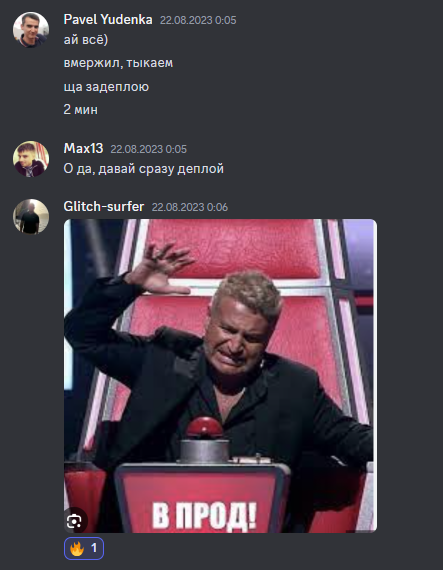 Pavel Yudenka 22.08.2023 0:05
ай всё)
вмержил, тыкаем
ща задеплою
2 мин
Max13 22.08.2023 0:05
О да, давай сразу деплой
Glitch-surfer 22.08.2023 0:06
В ПРОД!
🔥 1